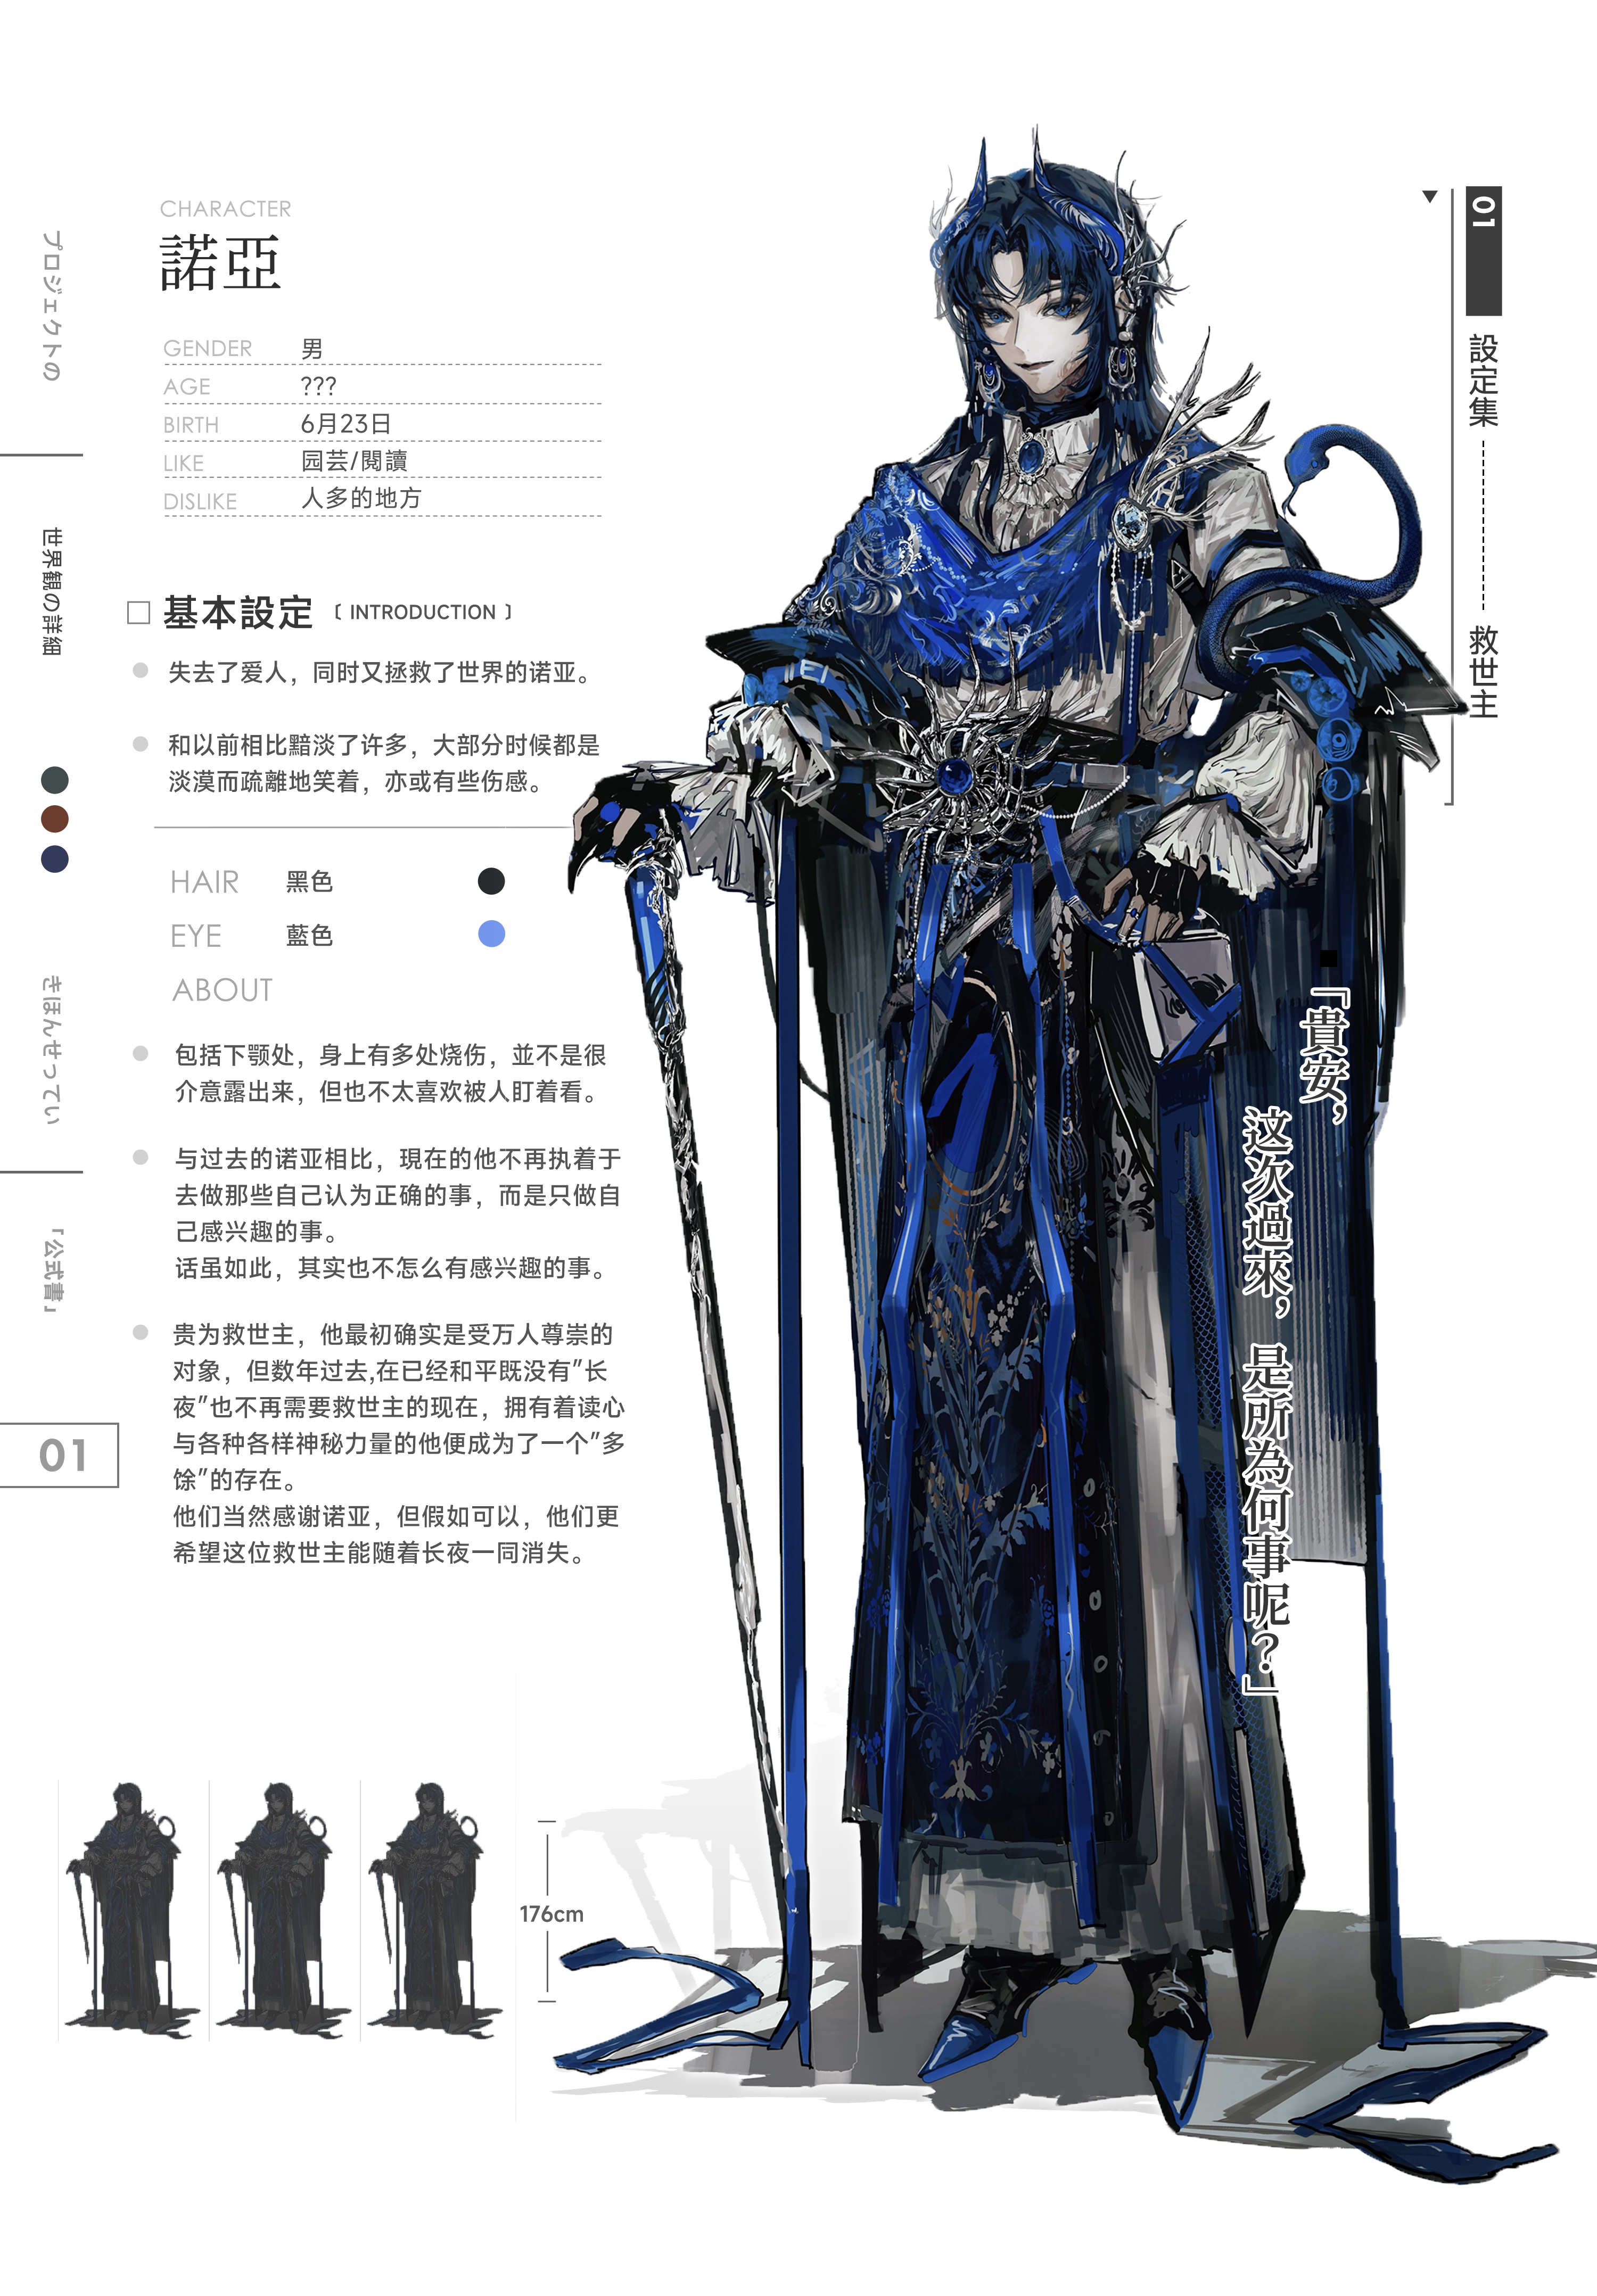 プロジェクトの
世界観の詳細
きほんせってい
「公式書」
01
CHARACTER
諾亞
GENDER 男
AGE ???
BIRTH 6月23日
LIKE 园芸/閱讀
DISLIKE 人多的地方
基本設定 〔 INTRODUCTION 〕
失去了爱人，同时又拯救了世界的诺亚。
和以前相比黯淡了许多，大部分时候都是
淡漠而疏離地笑着，亦或有些伤感。
HAIR 黑色
EYE 藍色
ABOUT
包括下颚处，身上有多处烧伤，並不是很
介意露出来，但也不太喜欢被人盯着看。
与过去的诺亚相比，現在的他不再执着于
去做那些自己认为正确的事，而是只做自
己感兴趣的事。
话虽如此，其实也不怎么有感兴趣的事。
贵为救世主，他最初确实是受万人尊崇的
对象，但数年过去,在已经和平既没有"长
夜"也不再需要救世主的现在，拥有着读心
与各种各样神秘力量的他便成为了一个"多
馀"的存在。
他们当然感谢诺亚，但假如可以，他们更
希望这位救世主能随着长夜一同消失。
176cm
01 設定集 救世主
『貴安，
这次過來，是所為何事呢？』